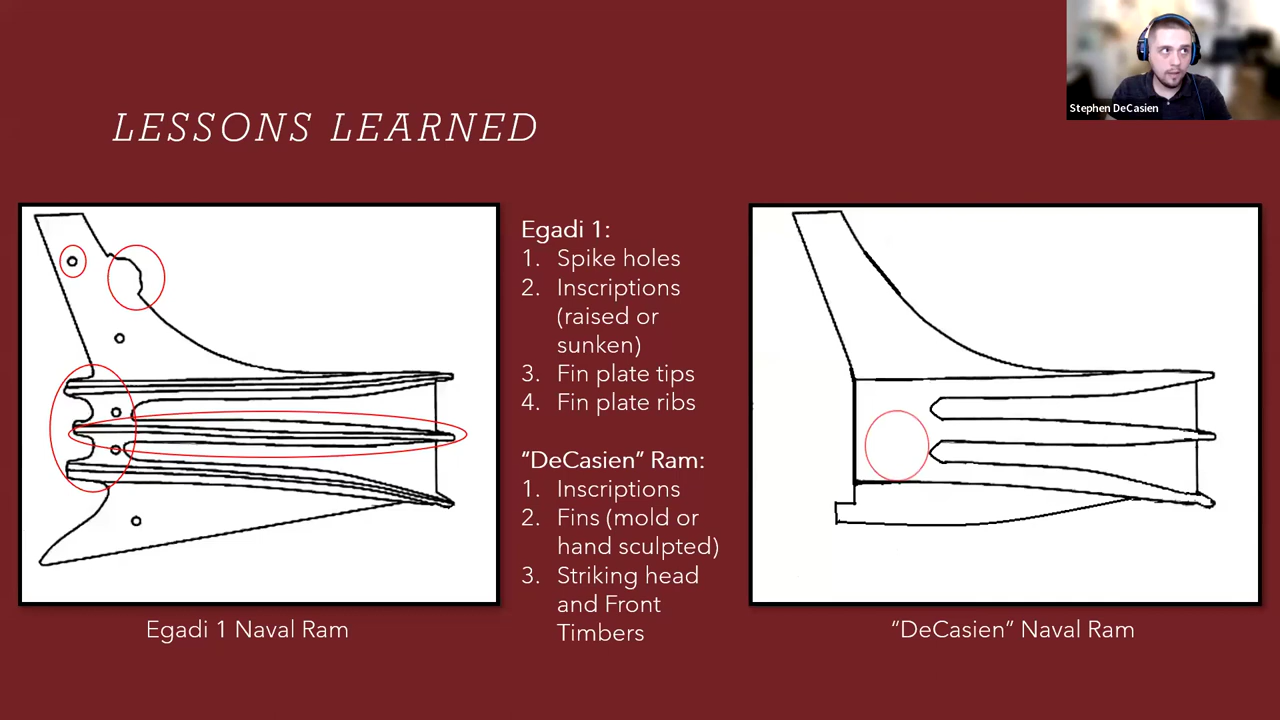 Stephen DeCasien
LESSONS LEARNED
Egadi 1:
1. Spike holes
2. Inscriptions
(raised or
sunken)
3. Fin plate tips
4. Fin plate ribs
“DeCasien” Ram:
1. Inscriptions
2. Fins (mold or
hand sculpted)
3. Striking head
and Front
Timbers
Egadi 1 Naval Ram
“DeCasien” Naval Ram